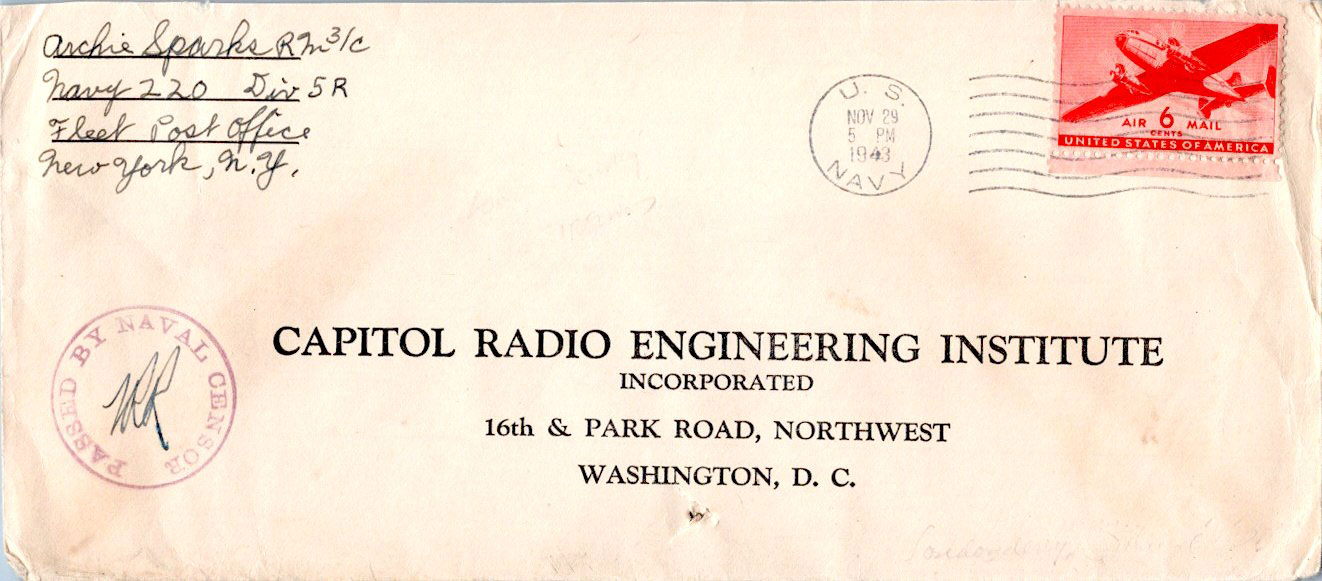 Archie Sparks RM3/c
Navy 220 Div 5R
Fleet Post Office
New York, N.Y.
U. S.
NOV 29
5 PM
1943
NAVY
AIR 6 MAIL
CENTS
UNITED STATES OF AMERICA
PASSED BY NAVAL CENSOR
CAPITOL RADIO ENGINEERING INSTITUTE
INCORPORATED
16th & PARK ROAD, NORTHWEST
WASHINGTON, D. C.